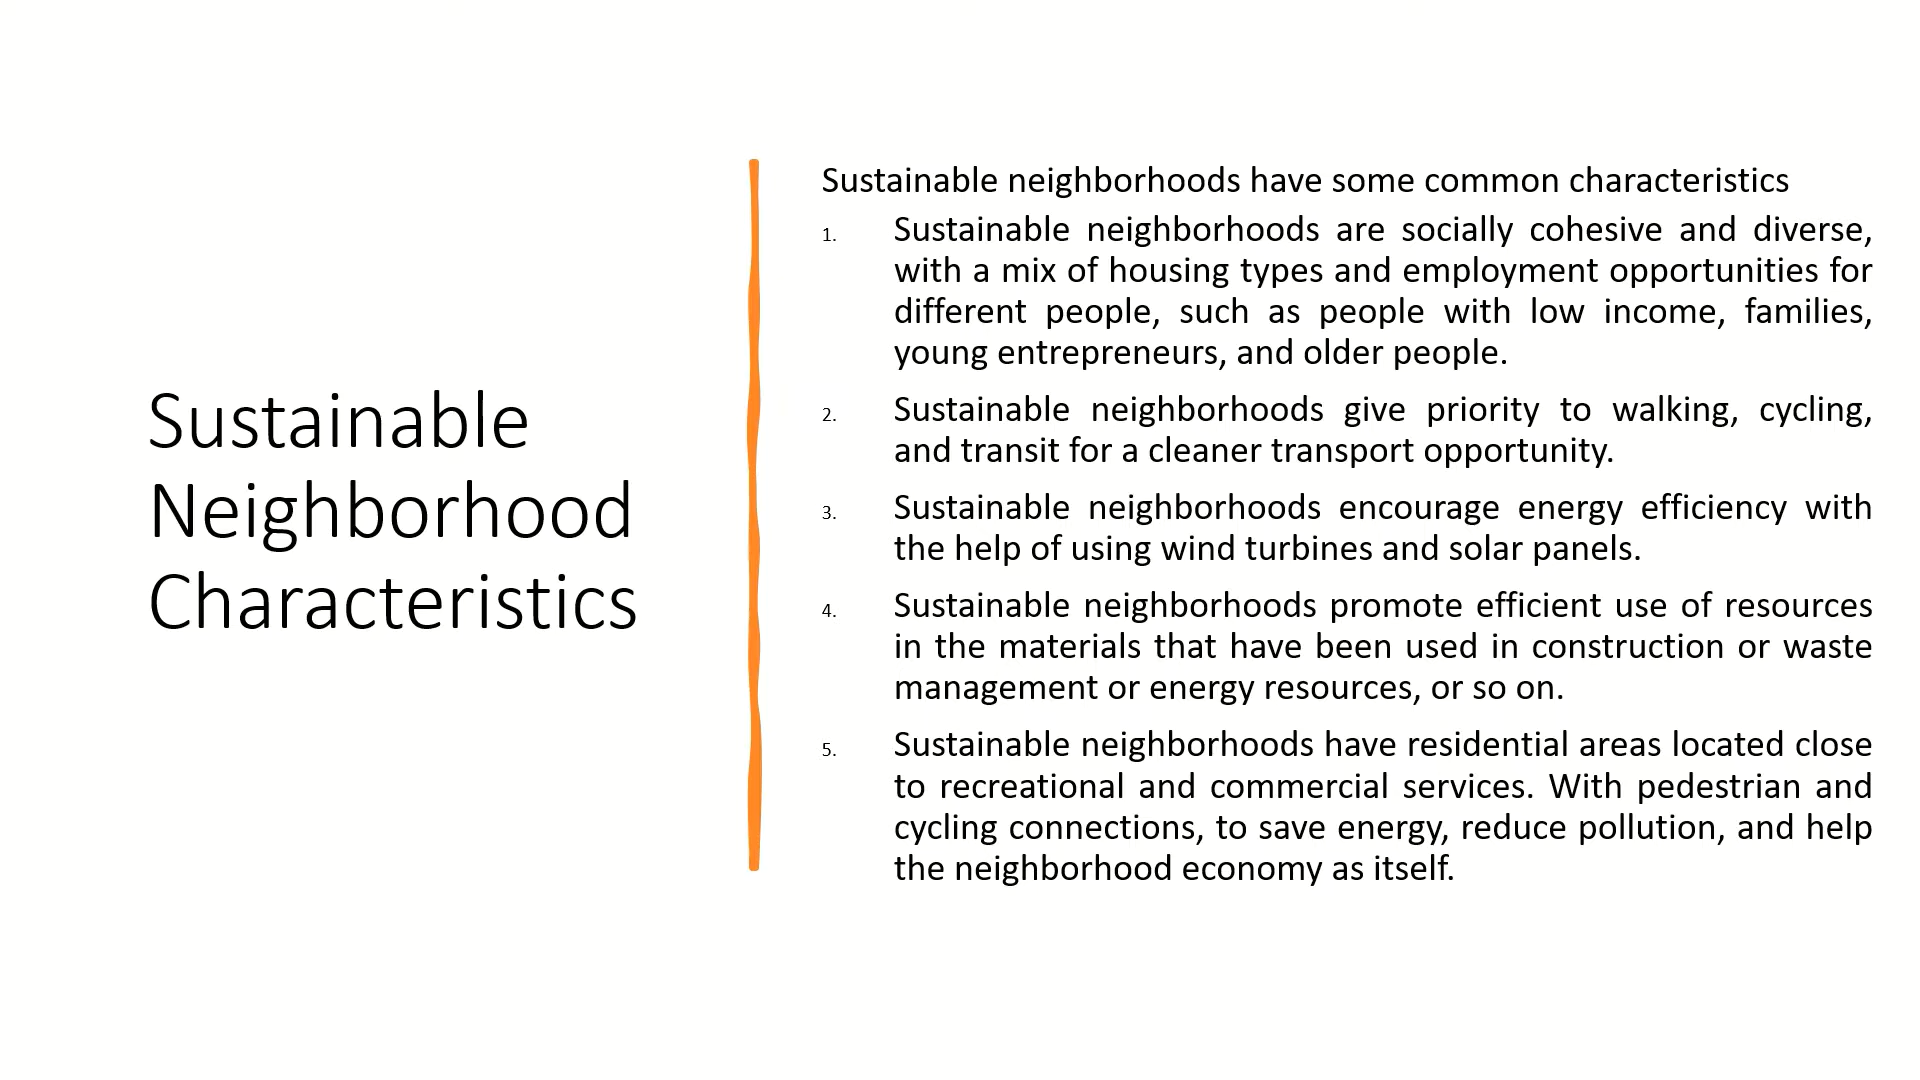 Sustainable
Neighborhood
Characteristics
Sustainable neighborhoods have some common characteristics
1. Sustainable neighborhoods are socially cohesive and diverse,
with a mix of housing types and employment opportunities for
different people, such as people with low income, families,
young entrepreneurs, and older people.
2. Sustainable neighborhoods give priority to walking, cycling,
and transit for a cleaner transport opportunity.
3. Sustainable neighborhoods encourage energy efficiency with
the help of using wind turbines and solar panels.
4. Sustainable neighborhoods promote efficient use of resources
in the materials that have been used in construction or waste
management or energy resources, or so on.
5. Sustainable neighborhoods have residential areas located close
to recreational and commercial services. With pedestrian and
cycling connections, to save energy, reduce pollution, and help
the neighborhood economy as itself.